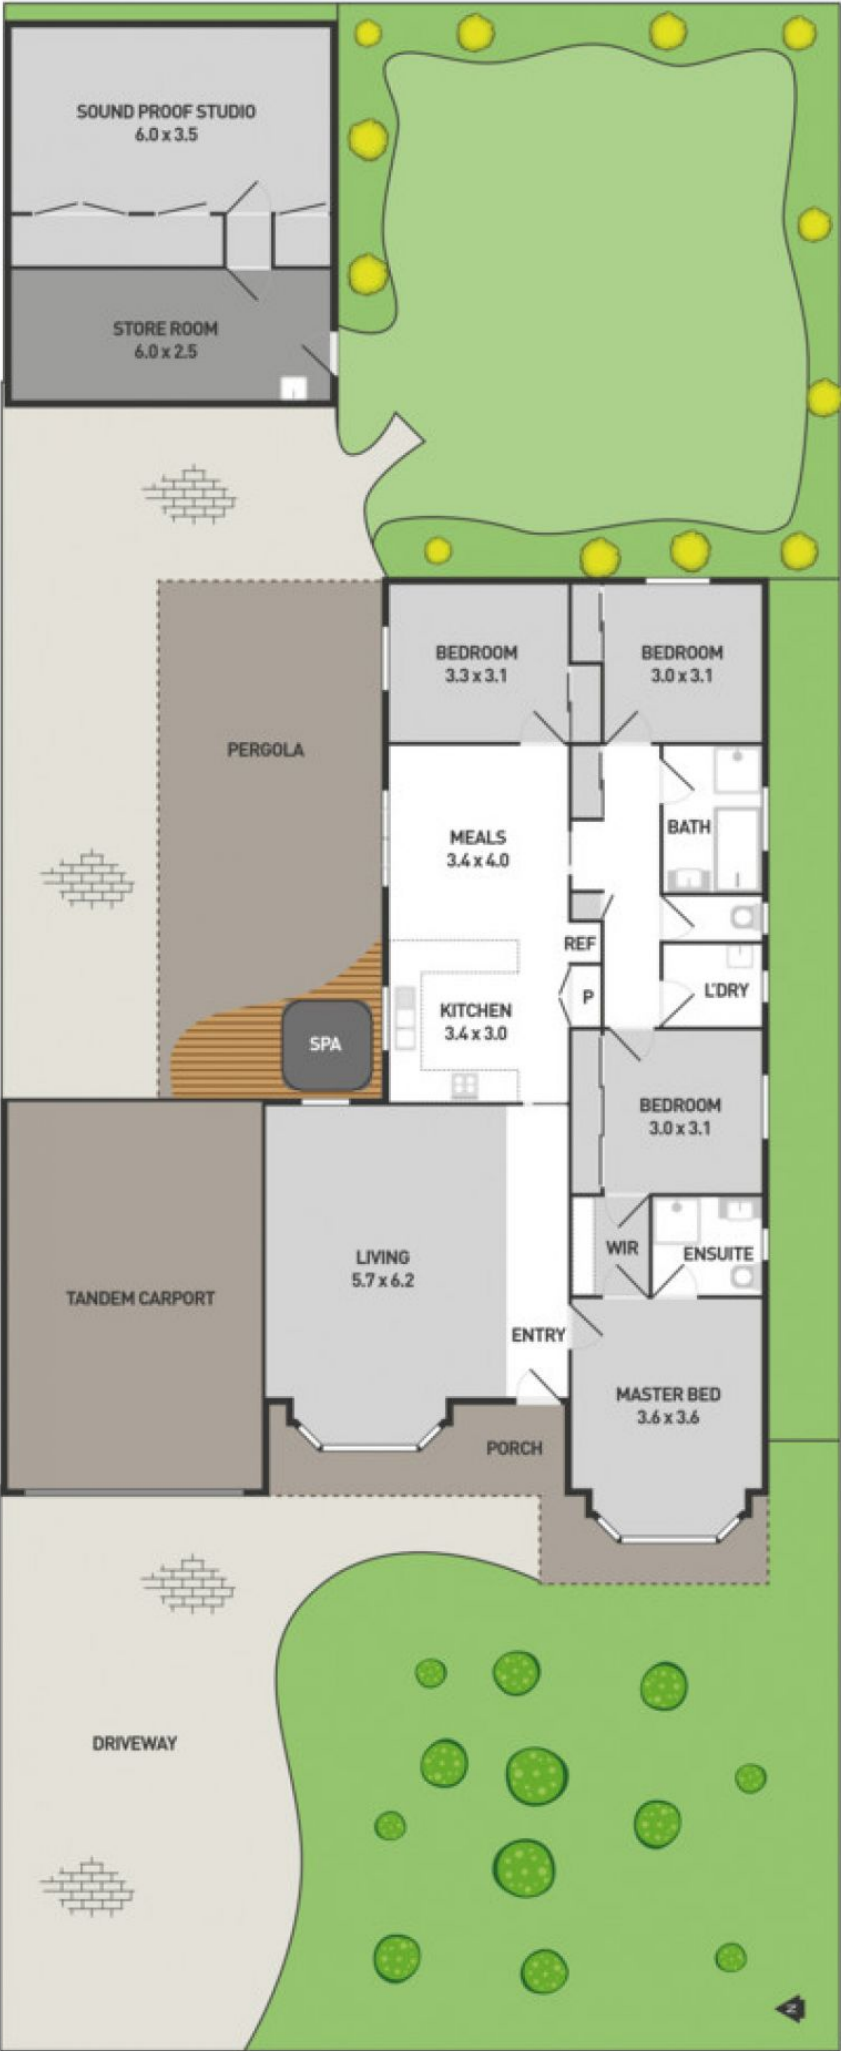 SOUND PROOF STUDIO
6.0 x 3.5
STORE ROOM
6.0 x 2.5
BEDROOM
3.3 x 3.1
BEDROOM
3.0 x 3.1
PERGOLA
MEALS
3.4 x 4.0
BATH
REF
P
L'DRY
KITCHEN
3.4 x 3.0
SPA
BEDROOM
3.0 x 3.1
WIR
ENSUITE
LIVING
5.7 x 6.2
TANDEM CARPORT
ENTRY
MASTER BED
3.6 x 3.6
PORCH
DRIVEWAY
N